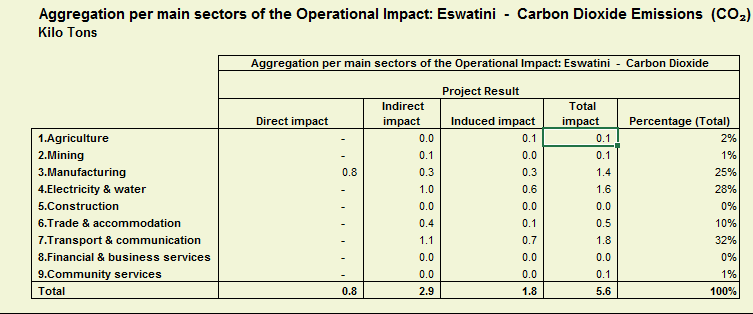 Aggregation per main sectors of the Operational Impact: Eswatini - Carbon Dioxide Emissions (CO₂)
Kilo Tons
Aggregation per main sectors of the Operational Impact: Eswatini - Carbon Dioxide
Project Result
Direct impact Indirect impact Induced impact Total impact Percentage (Total)
1.Agriculture - 0.0 0.1 0.1 2%
2.Mining - 0.1 0.0 0.1 1%
3.Manufacturing 0.8 0.3 0.3 1.4 25%
4.Electricity & water - 1.0 0.6 1.6 28%
5.Construction - 0.0 0.0 0.0 0%
6.Trade & accommodation - 0.4 0.1 0.5 10%
7.Transport & communication - 1.1 0.7 1.8 32%
8.Financial & business services - 0.0 0.0 0.0 0%
9.Community services - 0.0 0.0 0.1 1%
Total 0.8 2.9 1.8 5.6 100%